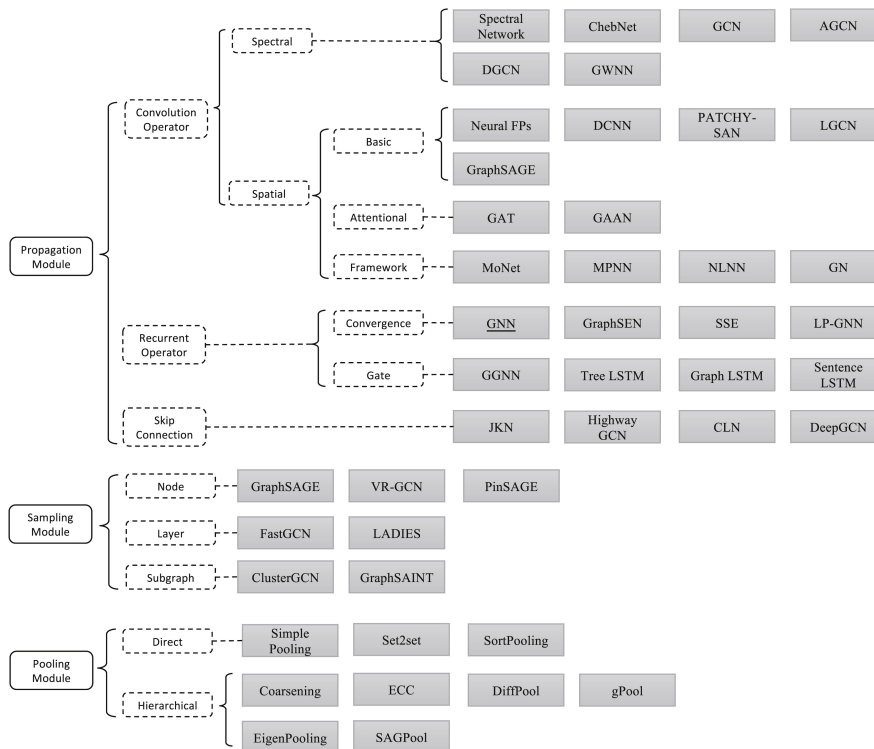 Spectral
Network
ChebNet
GCN
AGCN
Spectral
DGCN
GWNN
Convolution
Operator
Neural FPs
DCNN
PATCHY-
SAN
LGCN
Basic
GraphSAGE
Spatial
Attentional
GAT
GAAN
Propagation
Module
Framework
MoNet
MPNN
NLNN
GN
Recurrent
Operator
Convergence
GNN
GraphSEN
SSE
LP-GNN
Gate
GGNN
Tree LSTM
Graph LSTM
Sentence
LSTM
Skip
Connection
JKN
Highway
GCN
CLN
DeepGCN
Node
GraphSAGE
VR-GCN
PinSAGE
Sampling
Module
Layer
FastGCN
LADIES
Subgraph
ClusterGCN
GraphSAINT
Direct
Simple
Pooling
Set2set
SortPooling
Pooling
Module
Hierarchical
Coarsening
ECC
DiffPool
gPool
EigenPooling
SAGPool